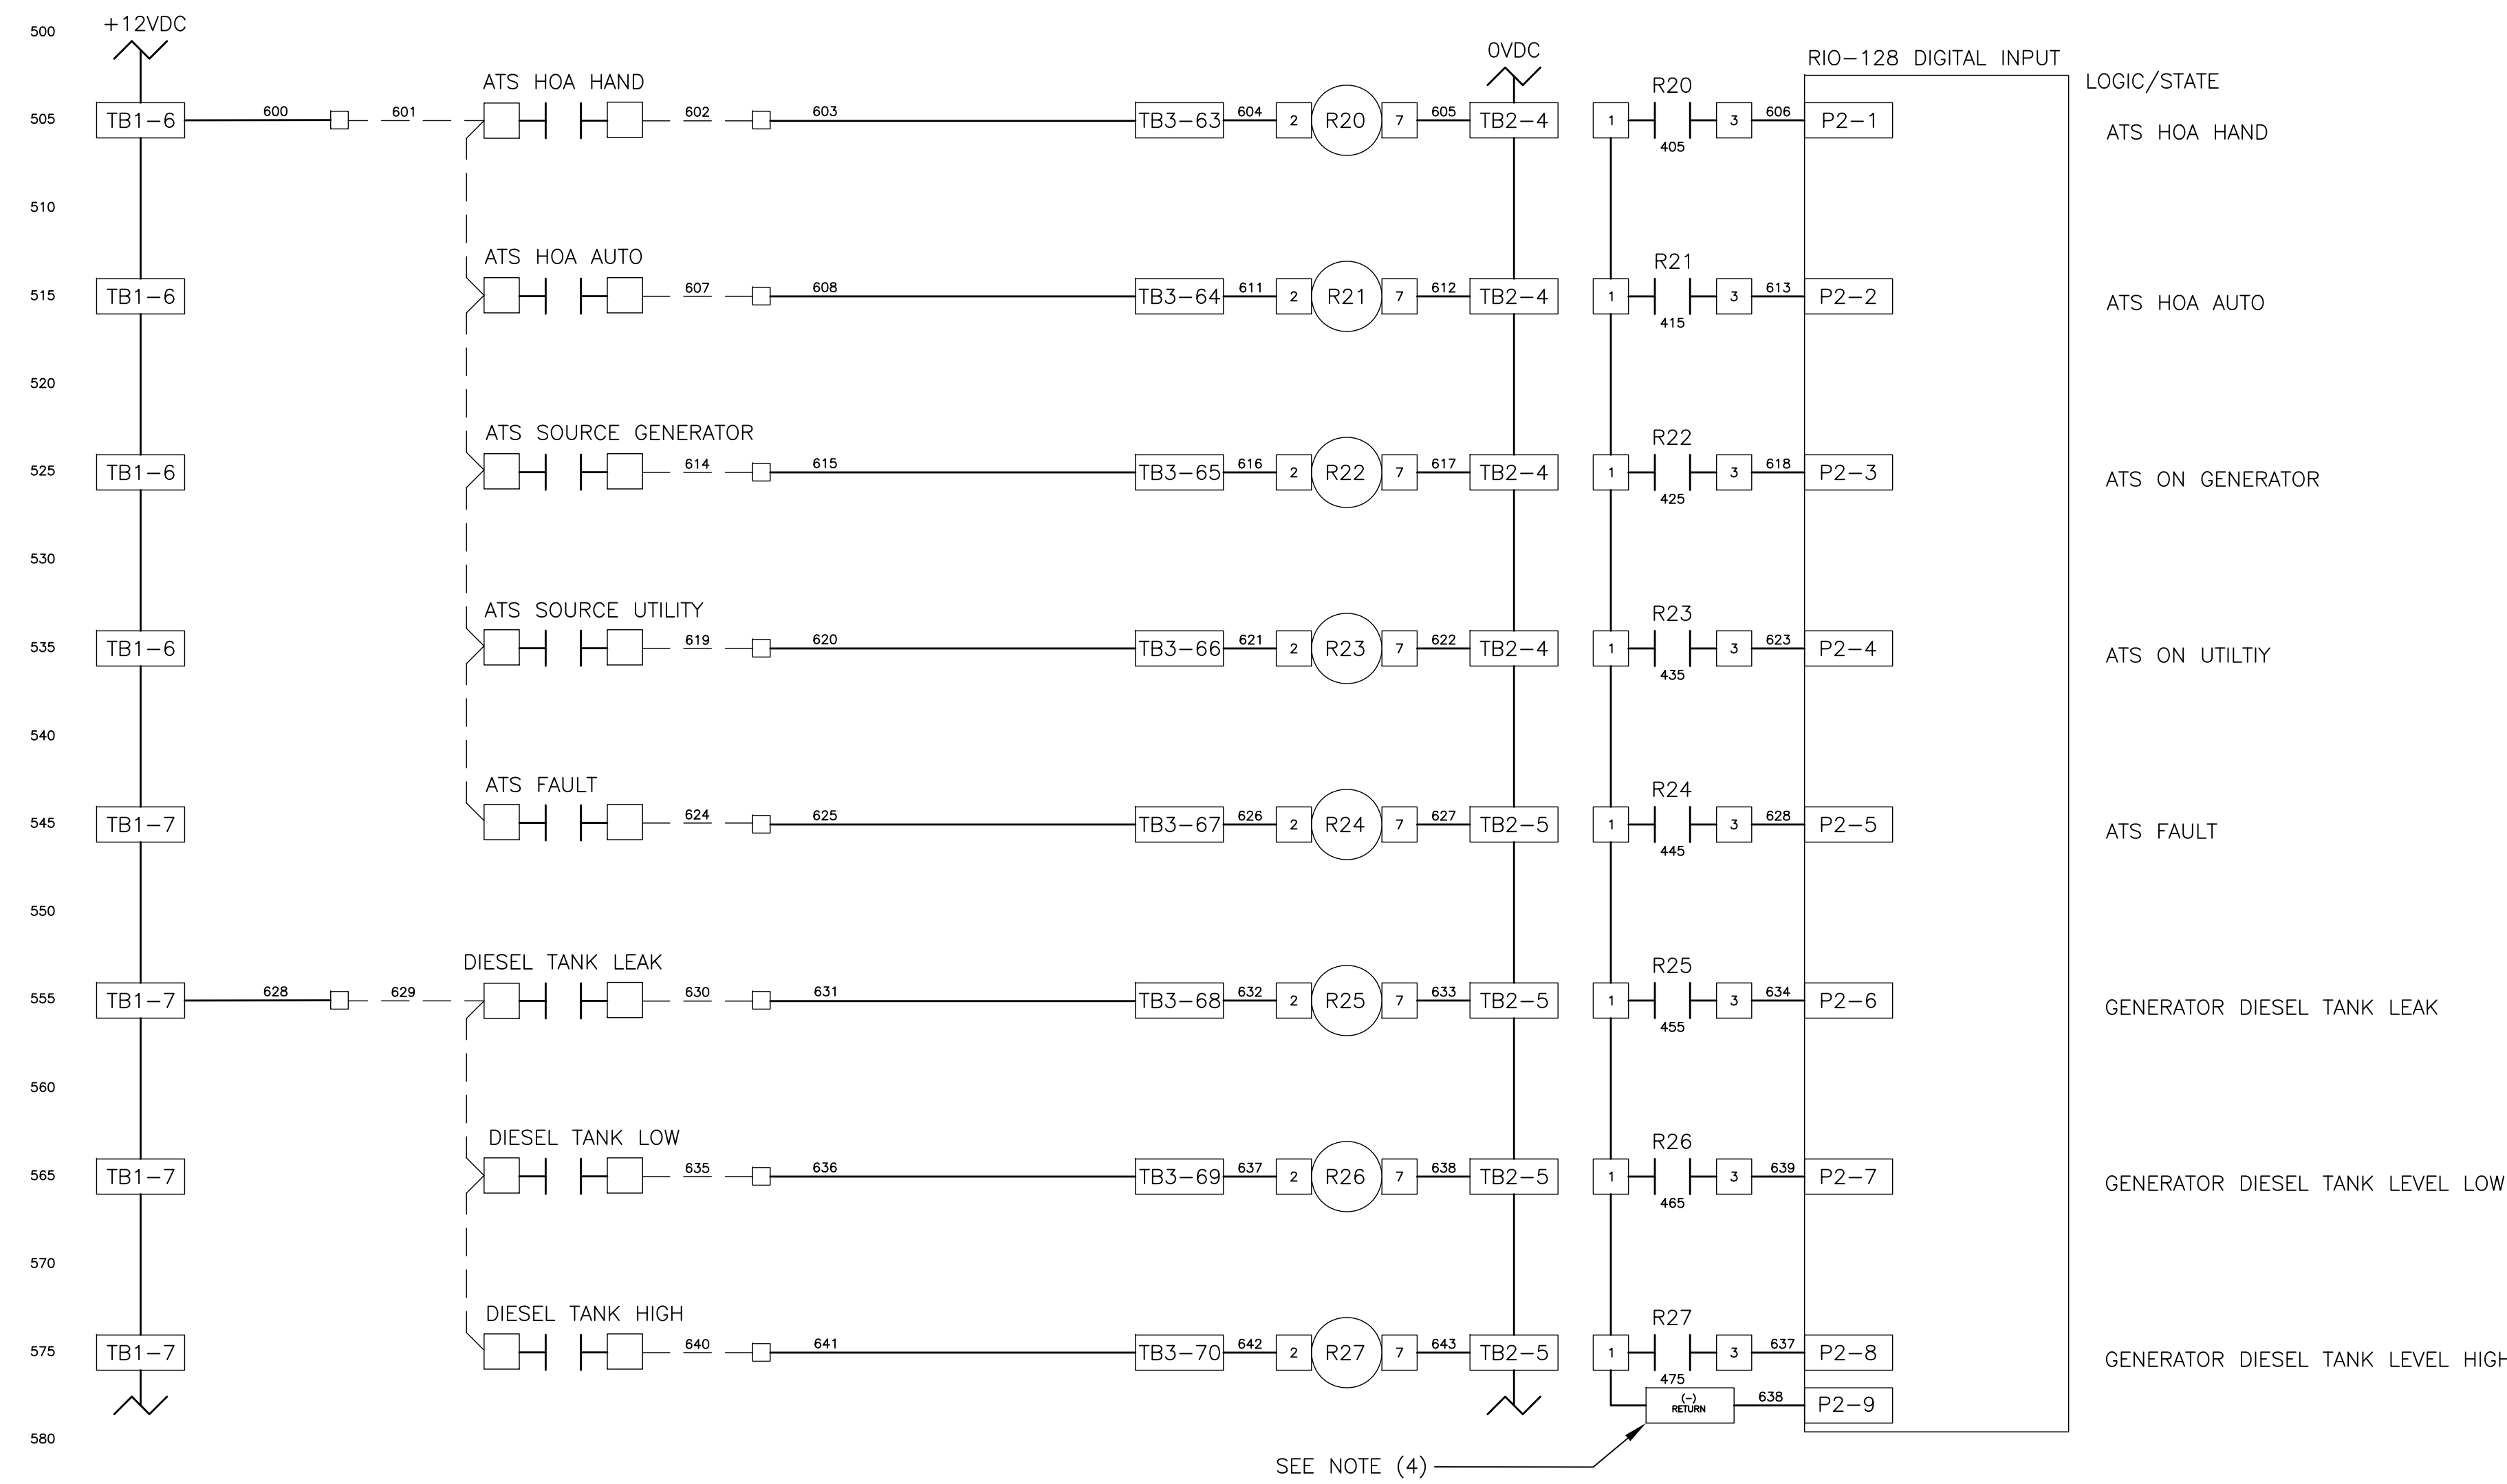 500 +12VDC
0VDC
RIO-128 DIGITAL INPUT
LOGIC/STATE
ATS HOA HAND R20
505 TB1-6 600 601 602 603 TB3-63 604 2 R20 7 605 TB2-4 1 3 606 P2-1
405
ATS HOA HAND
510
ATS HOA AUTO R21
515 TB1-6 607 608 TB3-64 611 2 R21 7 612 TB2-4 1 3 613 P2-2
ATS HOA AUTO
415
520
ATS SOURCE GENERATOR R22
525 TB1-6 614 615 TB3-65 616 2 R22 7 617 TB2-4 1 3 618 P2-3
ATS ON GENERATOR
425
530
ATS SOURCE UTILITY R23
535 TB1-6 619 620 TB3-66 621 2 R23 7 622 TB2-4 1 3 623 P2-4
ATS ON UTILTIY
435
540
ATS FAULT R24
545 TB1-7 624 625 TB3-67 626 2 R24 7 627 TB2-5 1 3 628 P2-5
ATS FAULT
445
550
DIESEL TANK LEAK R25
555 TB1-7 628 629 630 631 TB3-68 632 2 R25 7 633 TB2-5 1 3 634 P2-6
GENERATOR DIESEL TANK LEAK
455
560
DIESEL TANK LOW R26
565 TB1-7 635 636 TB3-69 637 2 R26 7 638 TB2-5 1 3 639 P2-7
GENERATOR DIESEL TANK LEVEL LOW
465
570
DIESEL TANK HIGH R27
575 TB1-7 640 641 TB3-70 642 2 R27 7 643 TB2-5 1 3 637 P2-8
GENERATOR DIESEL TANK LEVEL HIGH
475
(-)
RETURN 638 P2-9
580
SEE NOTE (4)